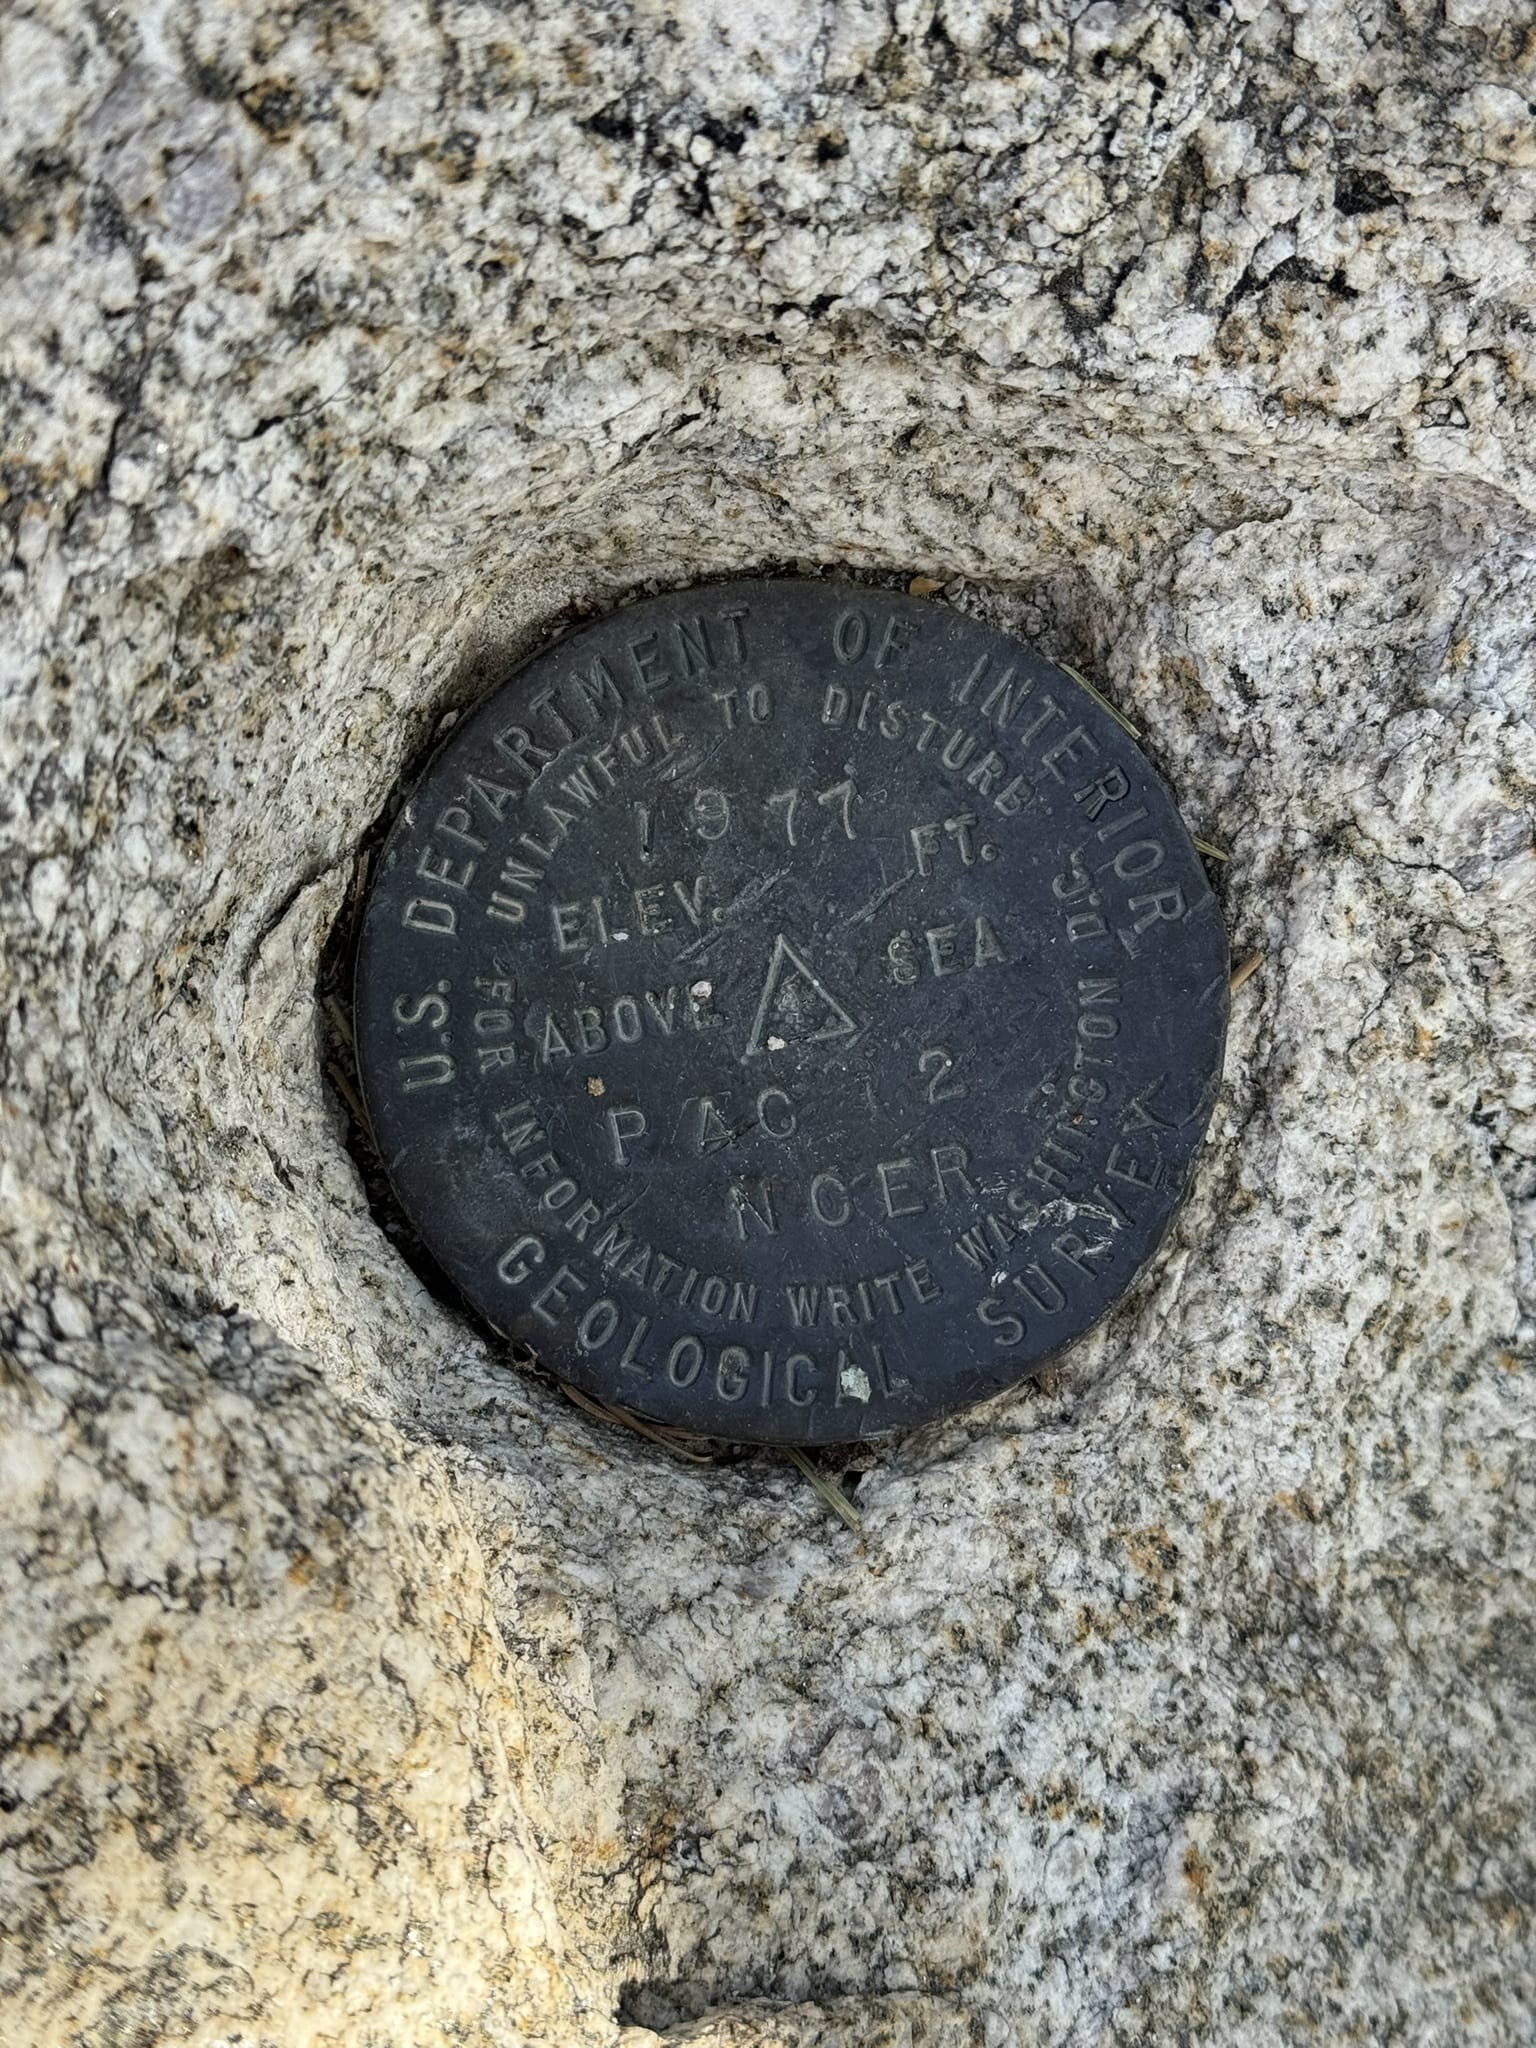 U.S. DEPARTMENT OF INTERIOR
UNLAWFUL TO DISTURB
1977
ELEV. FT.
ABOVE SEA
PAC 2
NCER
FOR INFORMATION WRITE WASHINGTON D.C.
GEOLOGICAL SURVEY